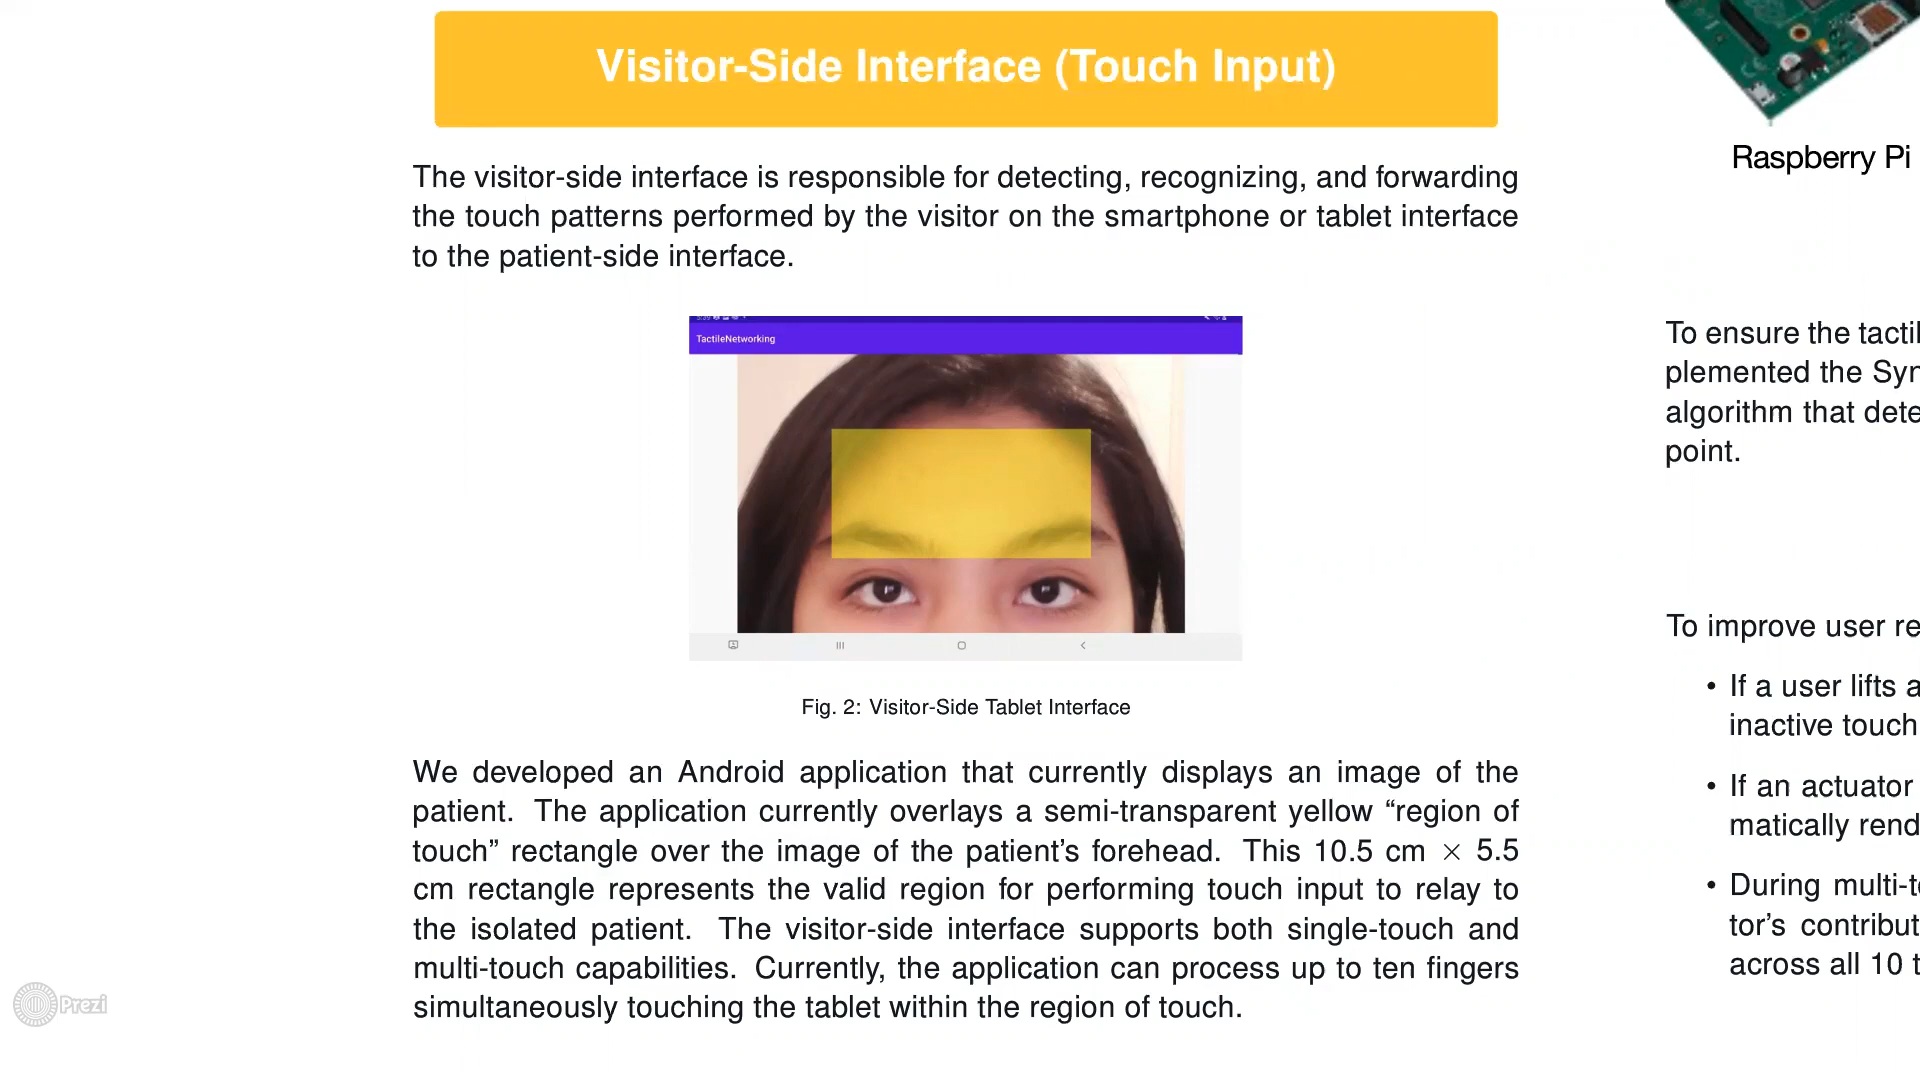 Visitor-Side Interface (Touch Input)
The visitor-side interface is responsible for detecting, recognizing, and forwarding
the touch patterns performed by the visitor on the smartphone or tablet interface
to the patient-side interface.
TactileNetworking
Fig. 2: Visitor-Side Tablet Interface
We developed an Android application that currently displays an image of the
patient. The application currently overlays a semi-transparent yellow “region of
touch” rectangle over the image of the patient’s forehead. This 10.5 cm × 5.5
cm rectangle represents the valid region for performing touch input to relay to
the isolated patient. The visitor-side interface supports both single-touch and
multi-touch capabilities. Currently, the application can process up to ten fingers
simultaneously touching the tablet within the region of touch.
Raspberry Pi
To ensure the tactil
plemented the Syn
algorithm that dete
point.
To improve user re
• If a user lifts a
inactive touch
• If an actuator
matically rend
• During multi-to
tor’s contribut
across all 10 t
Prezi